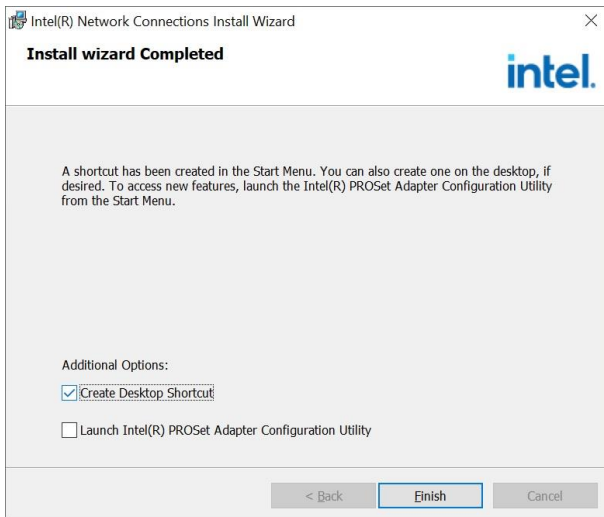 Intel(R) Network Connections Install Wizard
Install wizard Completed
intel.
A shortcut has been created in the Start Menu. You can also create one on the desktop, if
desired. To access new features, launch the Intel(R) PROSet Adapter Configuration Utility
from the Start Menu.
Additional Options:
Create Desktop Shortcut
Launch Intel(R) PROSet Adapter Configuration Utility
< Back
Finish
Cancel